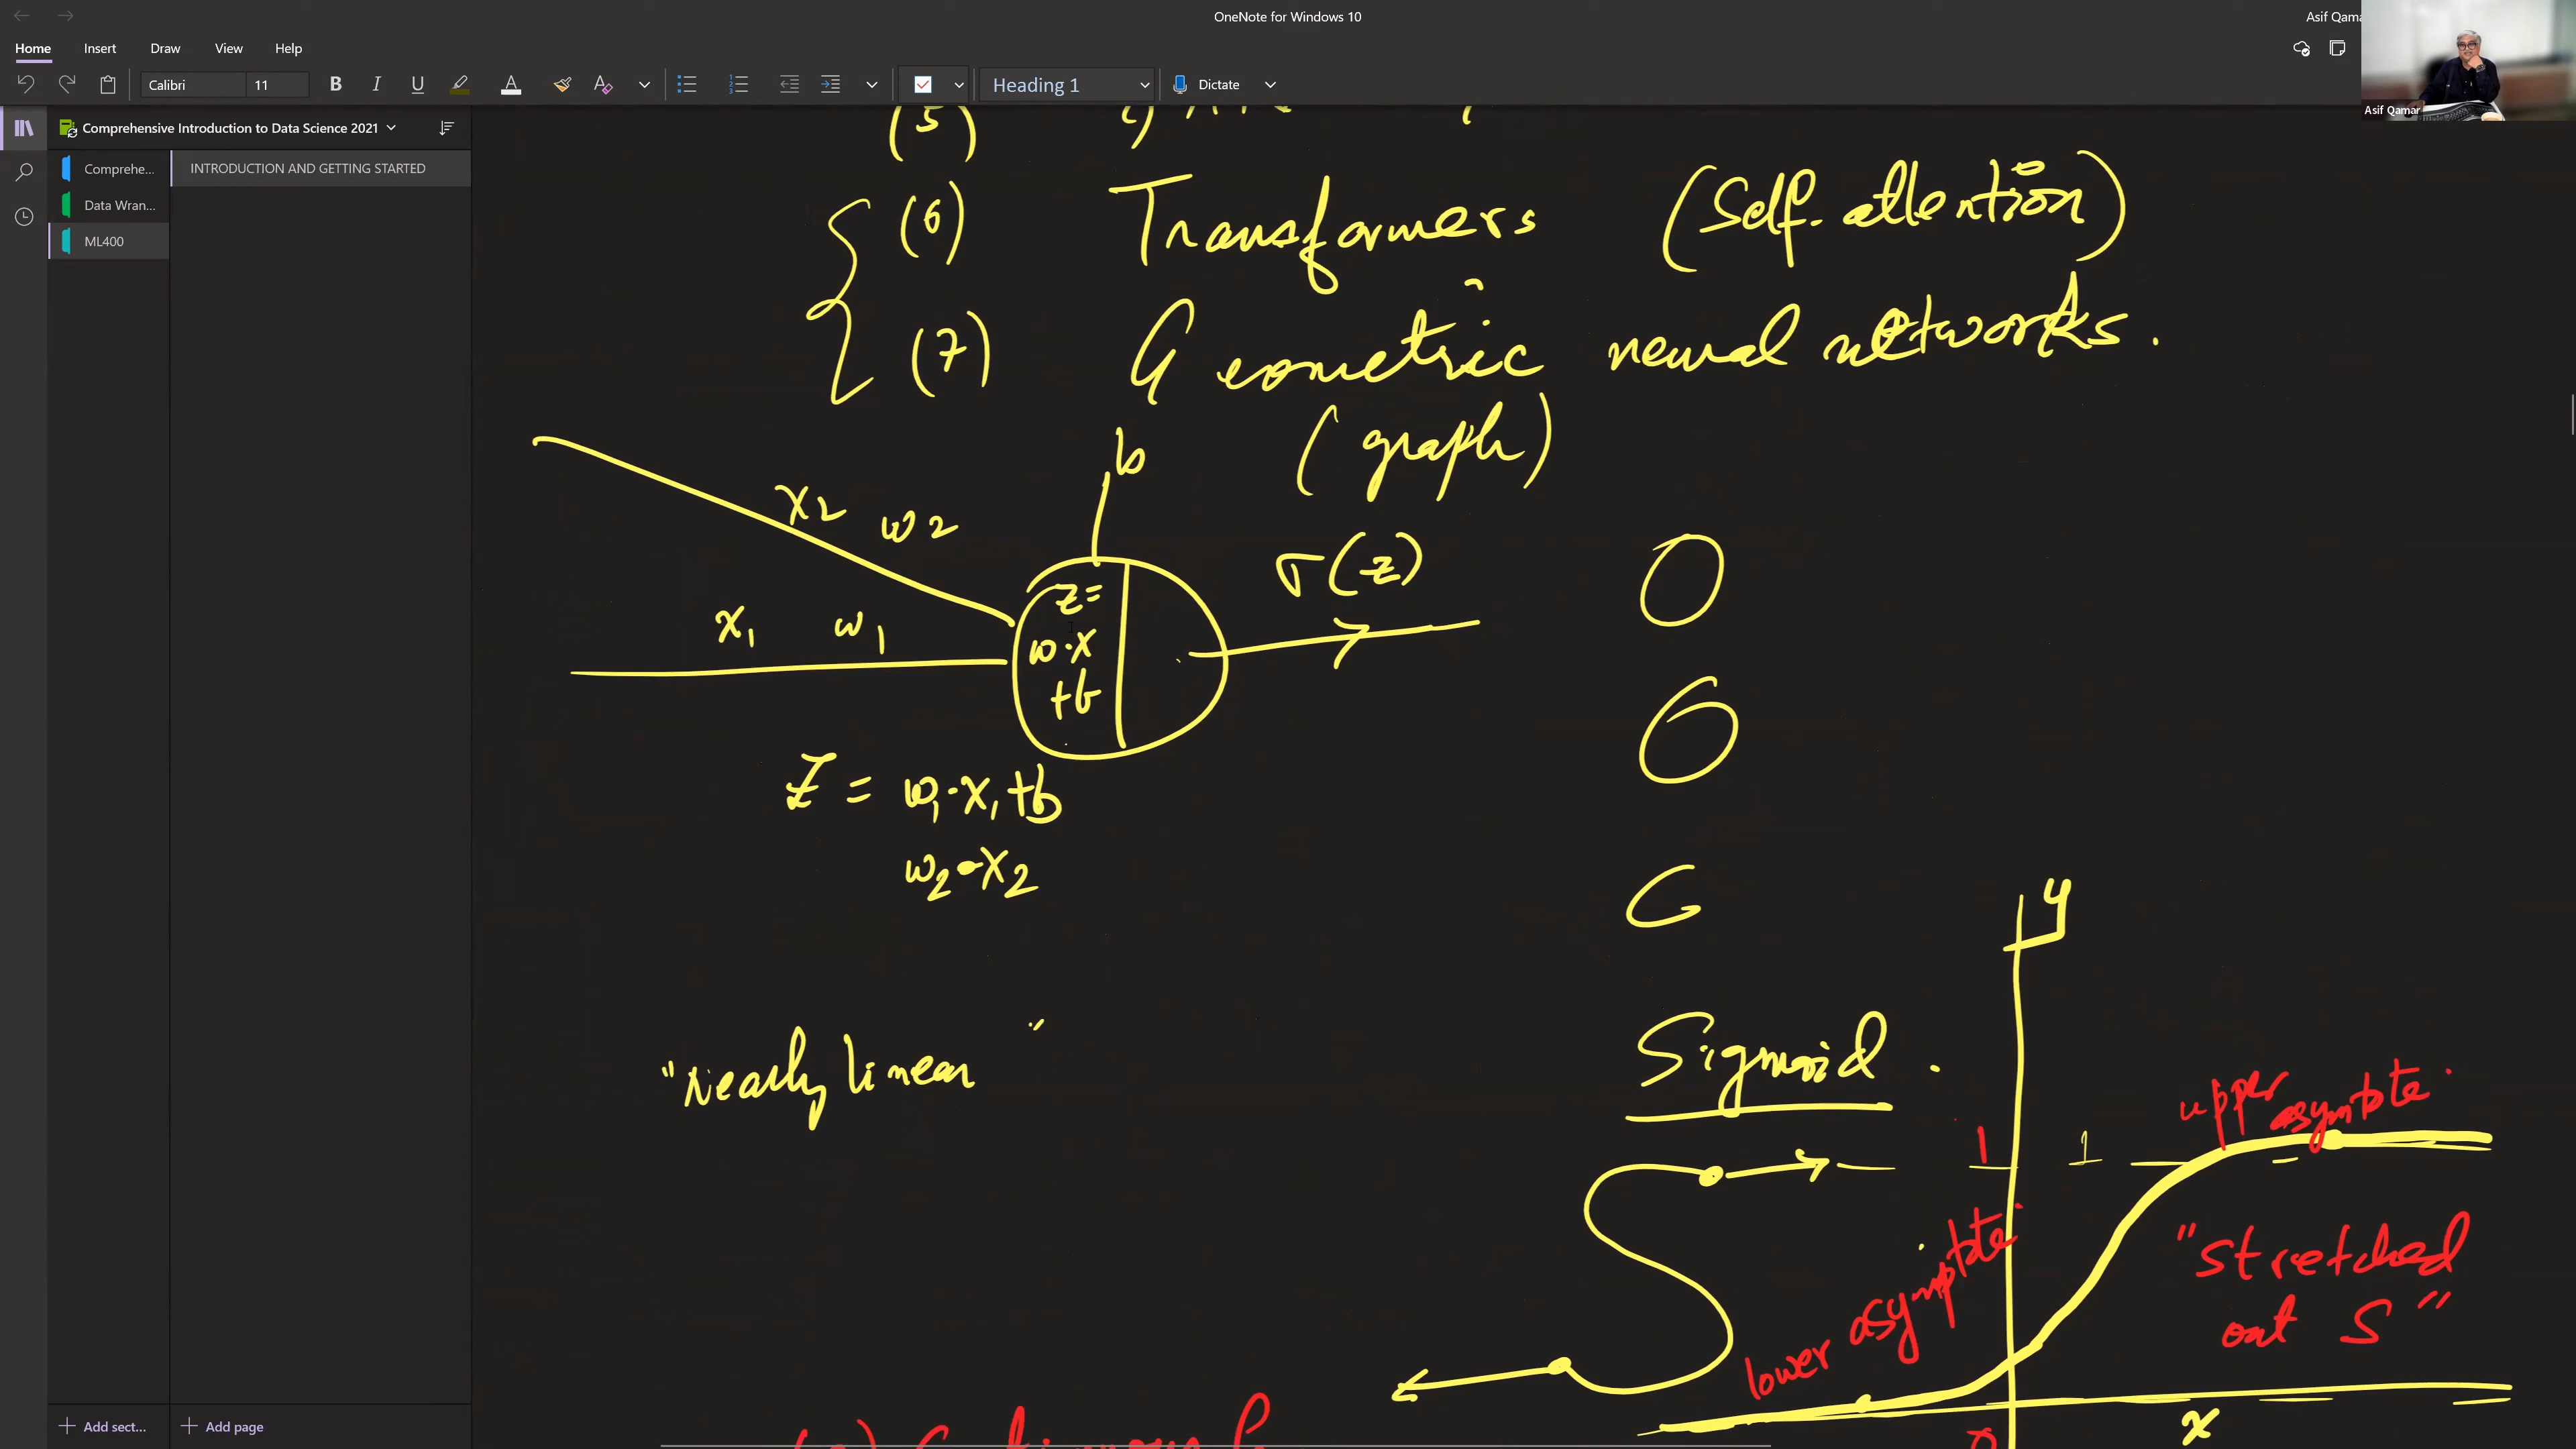 OneNote for Windows 10
Home Insert Draw View Help
Calibri 11 B I U A Heading 1 Dictate
Asif Qamar
Comprehensive Introduction to Data Science 2021
Comprehe...
Data Wran...
ML400
INTRODUCTION AND GETTING STARTED
(5)
(6) Transformers (Self-attention)
(7) Geometric neural networks.
(graph)
b
x2 w2
x1 w1
z=
w·x
+b
σ(z)
Z = w1·x1+b
w2·x2
"Nearly linear"
Sigmoid.
y
1 1
upper asymptote
lower asymptote
"stretched
out S"
x
Add sect...
Add page